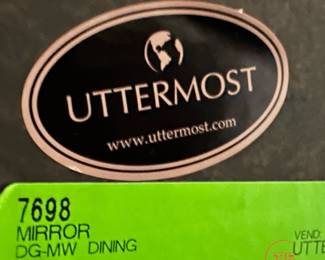 UTTERMOST
www.uttermost.com
7698
MIRROR
DG-MW DINING
VEND:
UTTE